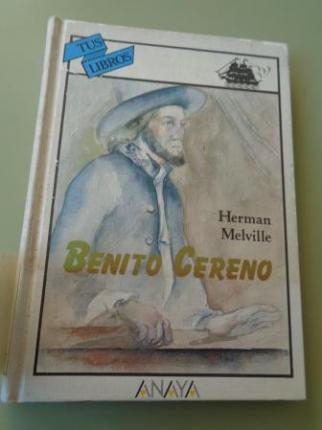 TUS
LIBROS
Herman
Melville
BENITO CERENO
ANAYA